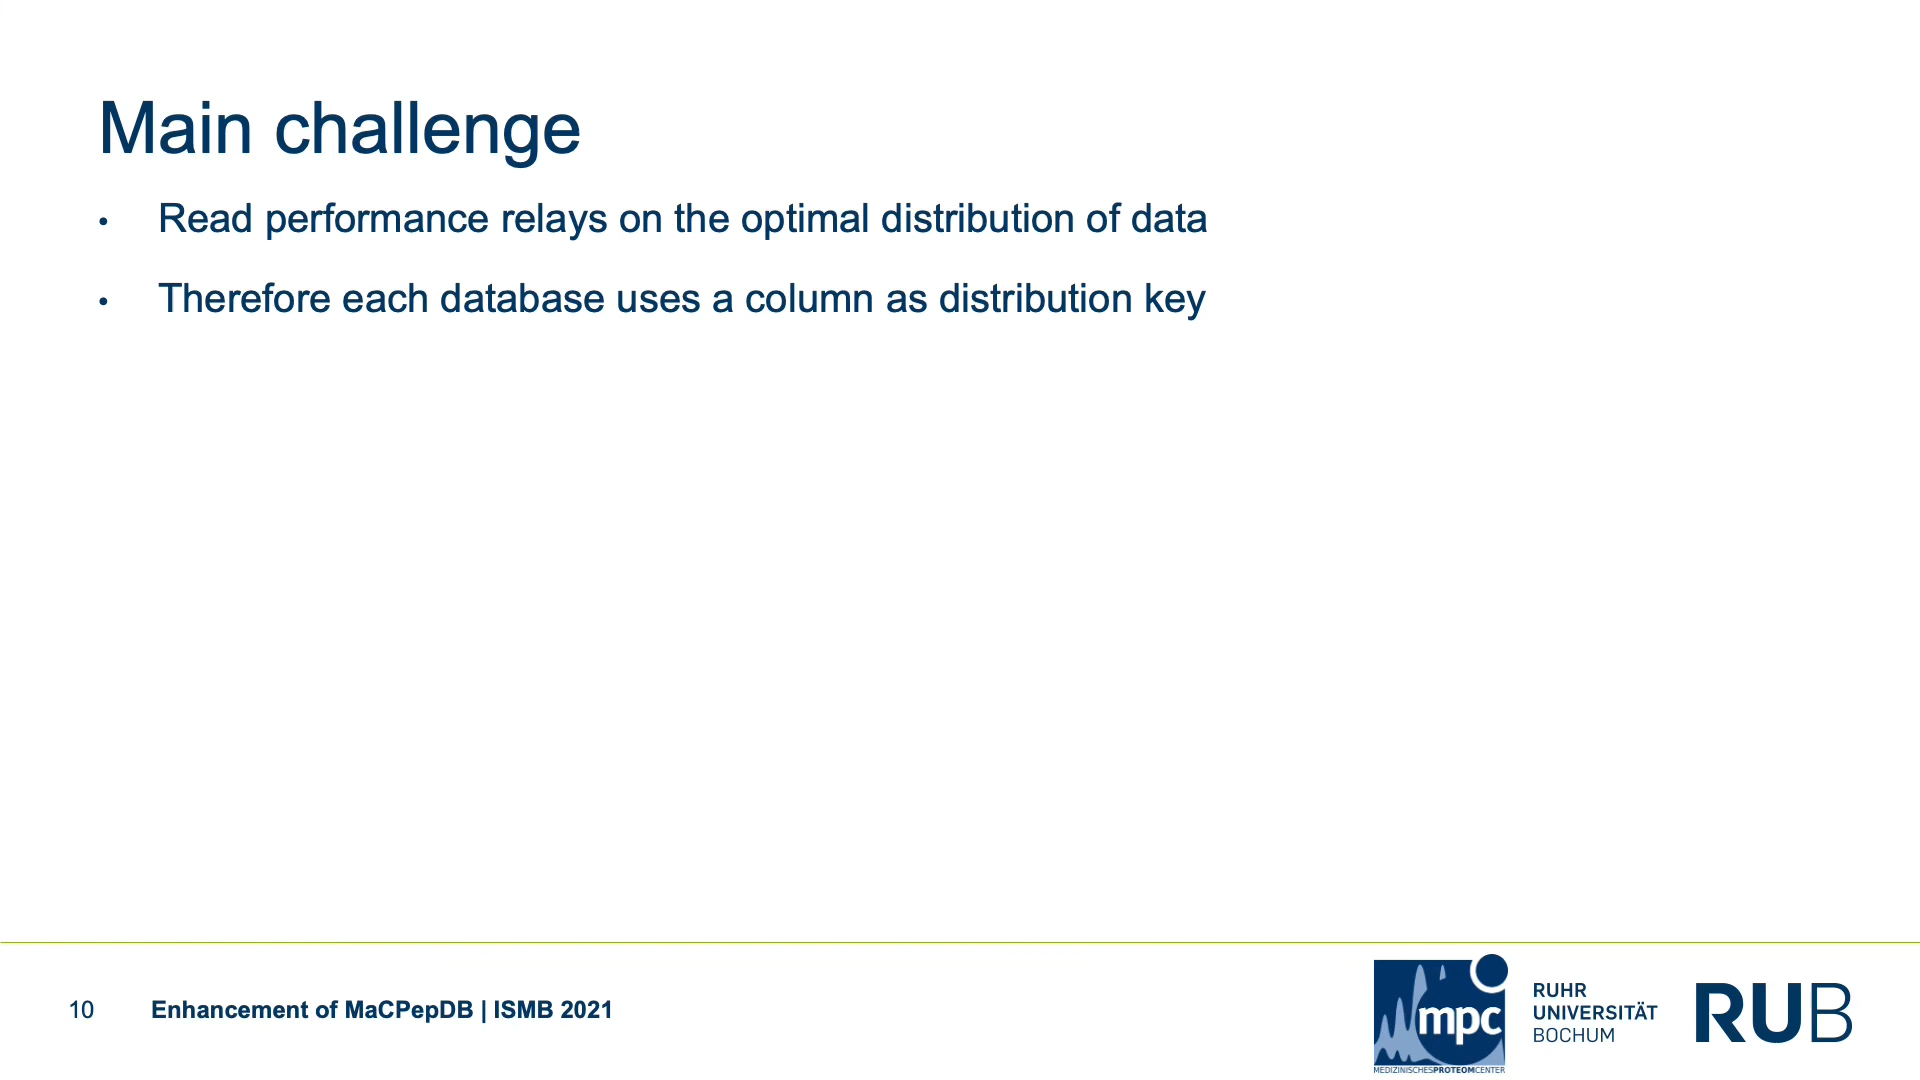 Main challenge
• Read performance relays on the optimal distribution of data
• Therefore each database uses a column as distribution key
10 Enhancement of MaCPepDB | ISMB 2021
mpc
MEDIZINISCHESPROTEOMCENTER
RUHR
UNIVERSITÄT
BOCHUM
RUB